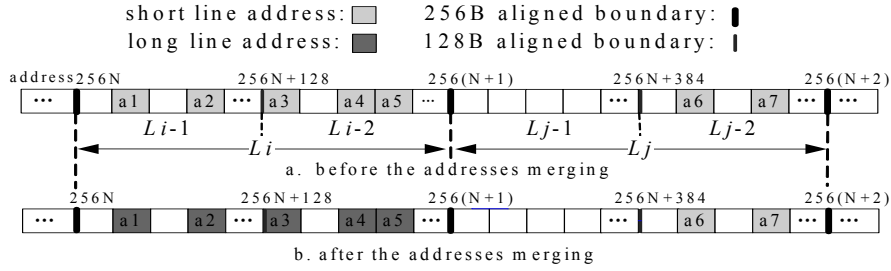 short line address: 256B aligned boundary:
long line address: 128B aligned boundary:
address 256N 256N+128 256(N+1) 256N+384 256(N+2)
... a1 a2 ... a3 a4 a5 ... ... a6 a7 ... ...
Li-1 Li-2 Lj-1 Lj-2
Li Lj
a. before the addresses merging
256N 256N+128 256(N+1) 256N+384 256(N+2)
... a1 a2 ... a3 a4 a5 ... ... a6 a7 ... ...
b. after the addresses merging